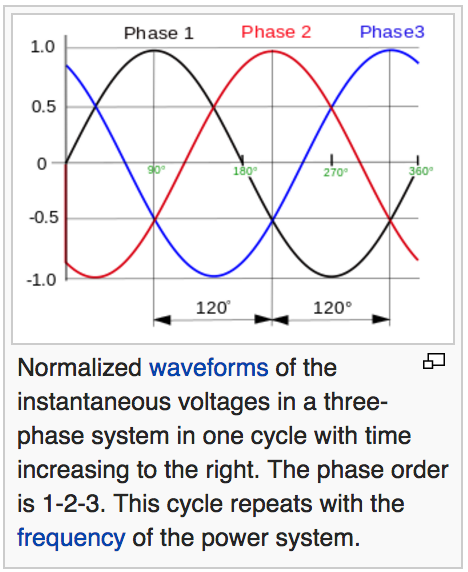 Phase 1 Phase 2 Phase3
1.0
0.5
0
90° 180° 270° 360°
-0.5
-1.0
120° 120°
Normalized waveforms of the
instantaneous voltages in a three-
phase system in one cycle with time
increasing to the right. The phase order
is 1-2-3. This cycle repeats with the
frequency of the power system.